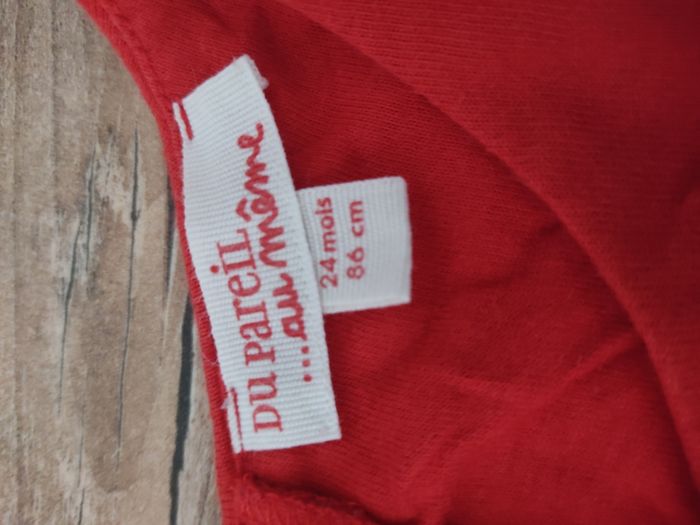 DU PAREIL
...au même
24 mois
86 cm